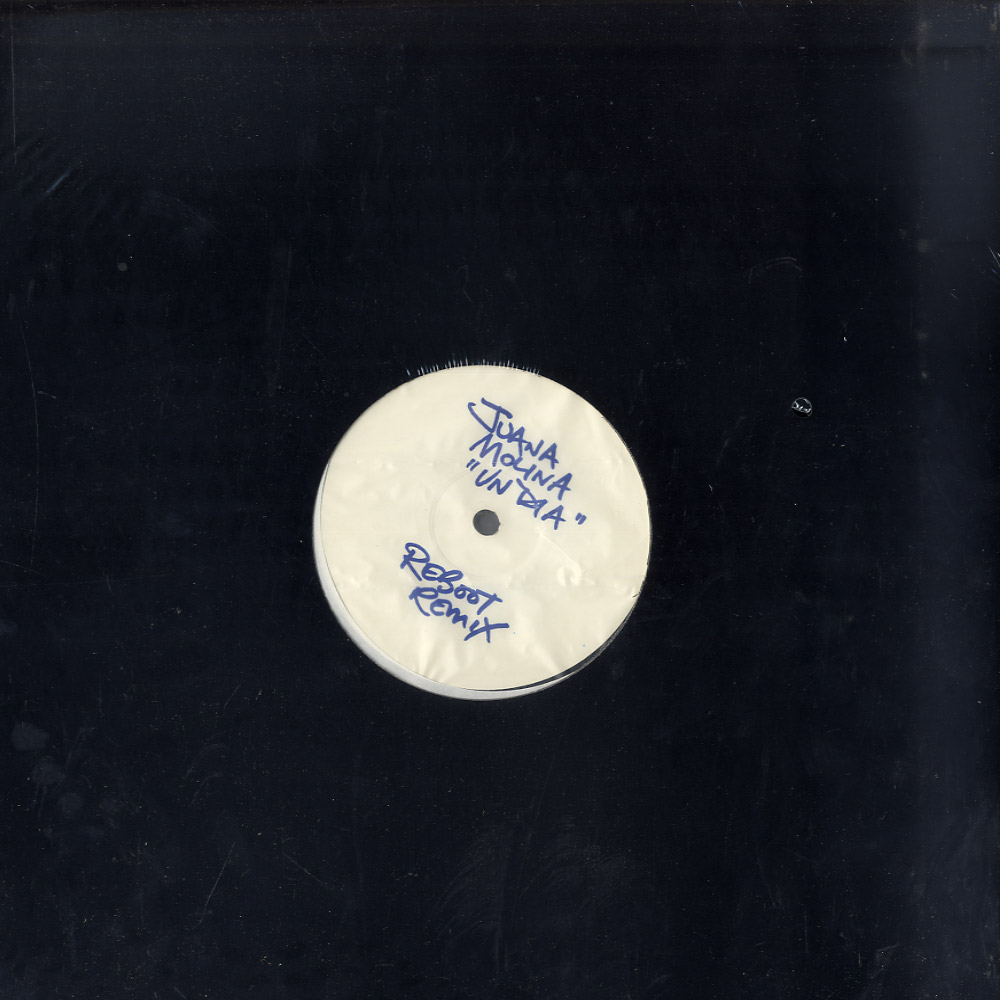 JUANA
MOLINA
"UN DIA"
REBOOT
REMIX